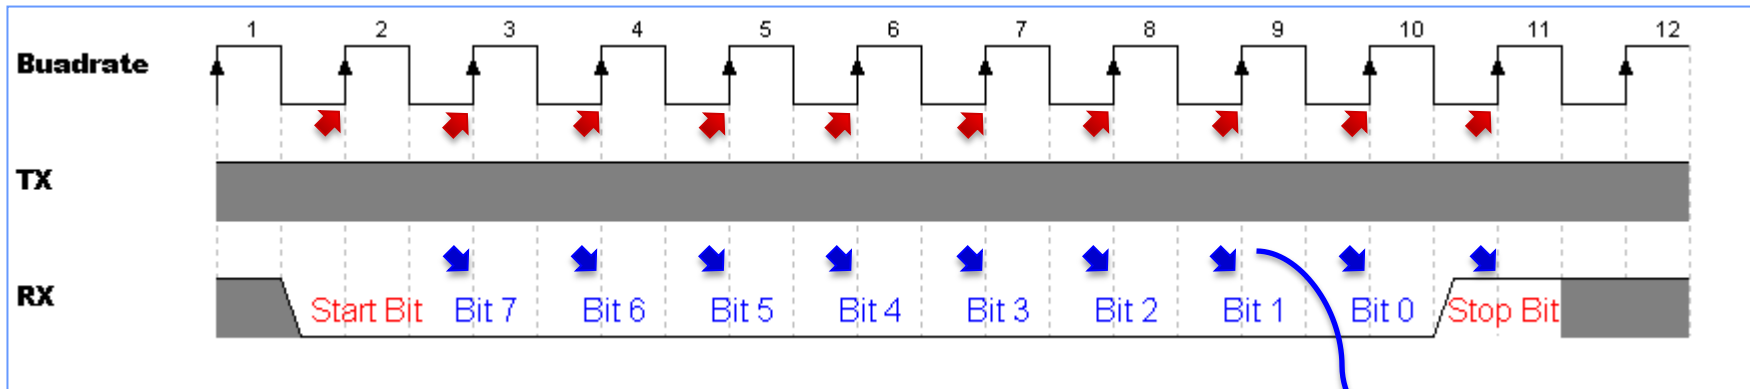 1 2 3 4 5 6 7 8 9 10 11 12
Buadrate
TX
RX
Start Bit Bit 7 Bit 6 Bit 5 Bit 4 Bit 3 Bit 2 Bit 1 Bit 0 Stop Bit